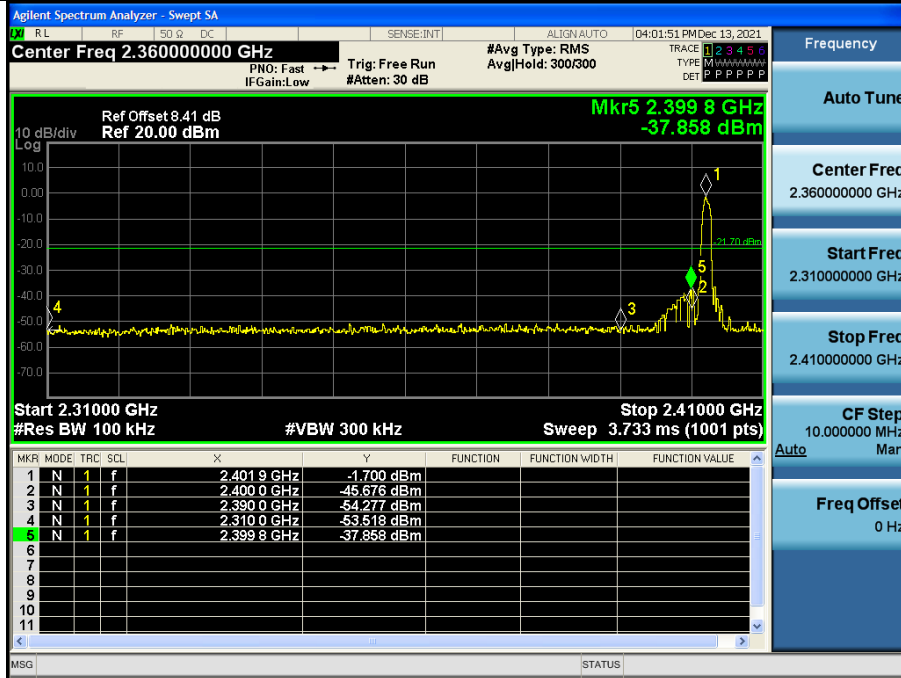 Agilent Spectrum Analyzer - Swept SA
LXI RL RF 50 Ω DC SENSE:INT ALIGN AUTO 04:01:51 PM Dec 13, 2021
Center Freq 2.360000000 GHz
PNO: Fast
IFGain:Low
Trig: Free Run
#Atten: 30 dB
#Avg Type: RMS
Avg|Hold: 300/300
TRACE 1 2 3 4 5 6
TYPE M WWWWW
DET P P P P P P
Ref Offset 8.41 dB
Ref 20.00 dBm
10 dB/div
Log
Mkr5 2.399 8 GHz
-37.858 dBm
10.0
0.00
-10.0
-20.0
-30.0
-40.0
-50.0
-60.0
-70.0
1
-21.70 dBm
5
2
4
3
Start 2.31000 GHz
Stop 2.41000 GHz
#Res BW 100 kHz
#VBW 300 kHz
Sweep 3.733 ms (1001 pts)
MKR MODE TRC SCL X Y FUNCTION FUNCTION WIDTH FUNCTION VALUE
1 N 1 f 2.401 9 GHz -1.700 dBm
2 N 1 f 2.400 0 GHz -45.676 dBm
3 N 1 f 2.390 0 GHz -54.277 dBm
4 N 1 f 2.310 0 GHz -53.518 dBm
5 N 1 f 2.399 8 GHz -37.858 dBm
6
7
8
9
10
11
MSG STATUS
Frequency
Auto Tune
Center Freq
2.360000000 GHz
Start Freq
2.310000000 GHz
Stop Freq
2.410000000 GHz
CF Step
10.000000 MHz
Auto Man
Freq Offset
0 Hz